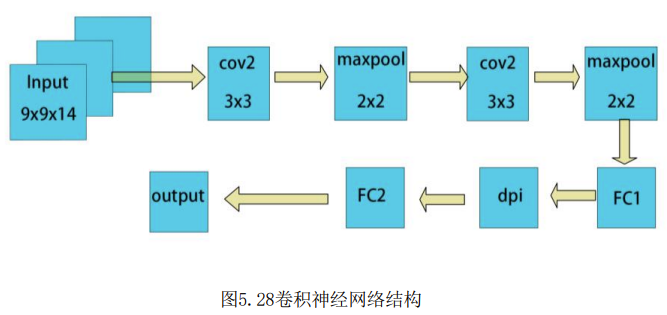 Input
9x9x14
cov2
3x3
maxpool
2x2
cov2
3x3
maxpool
2x2
output
FC2
dpi
FC1
图5.28卷积神经网络结构